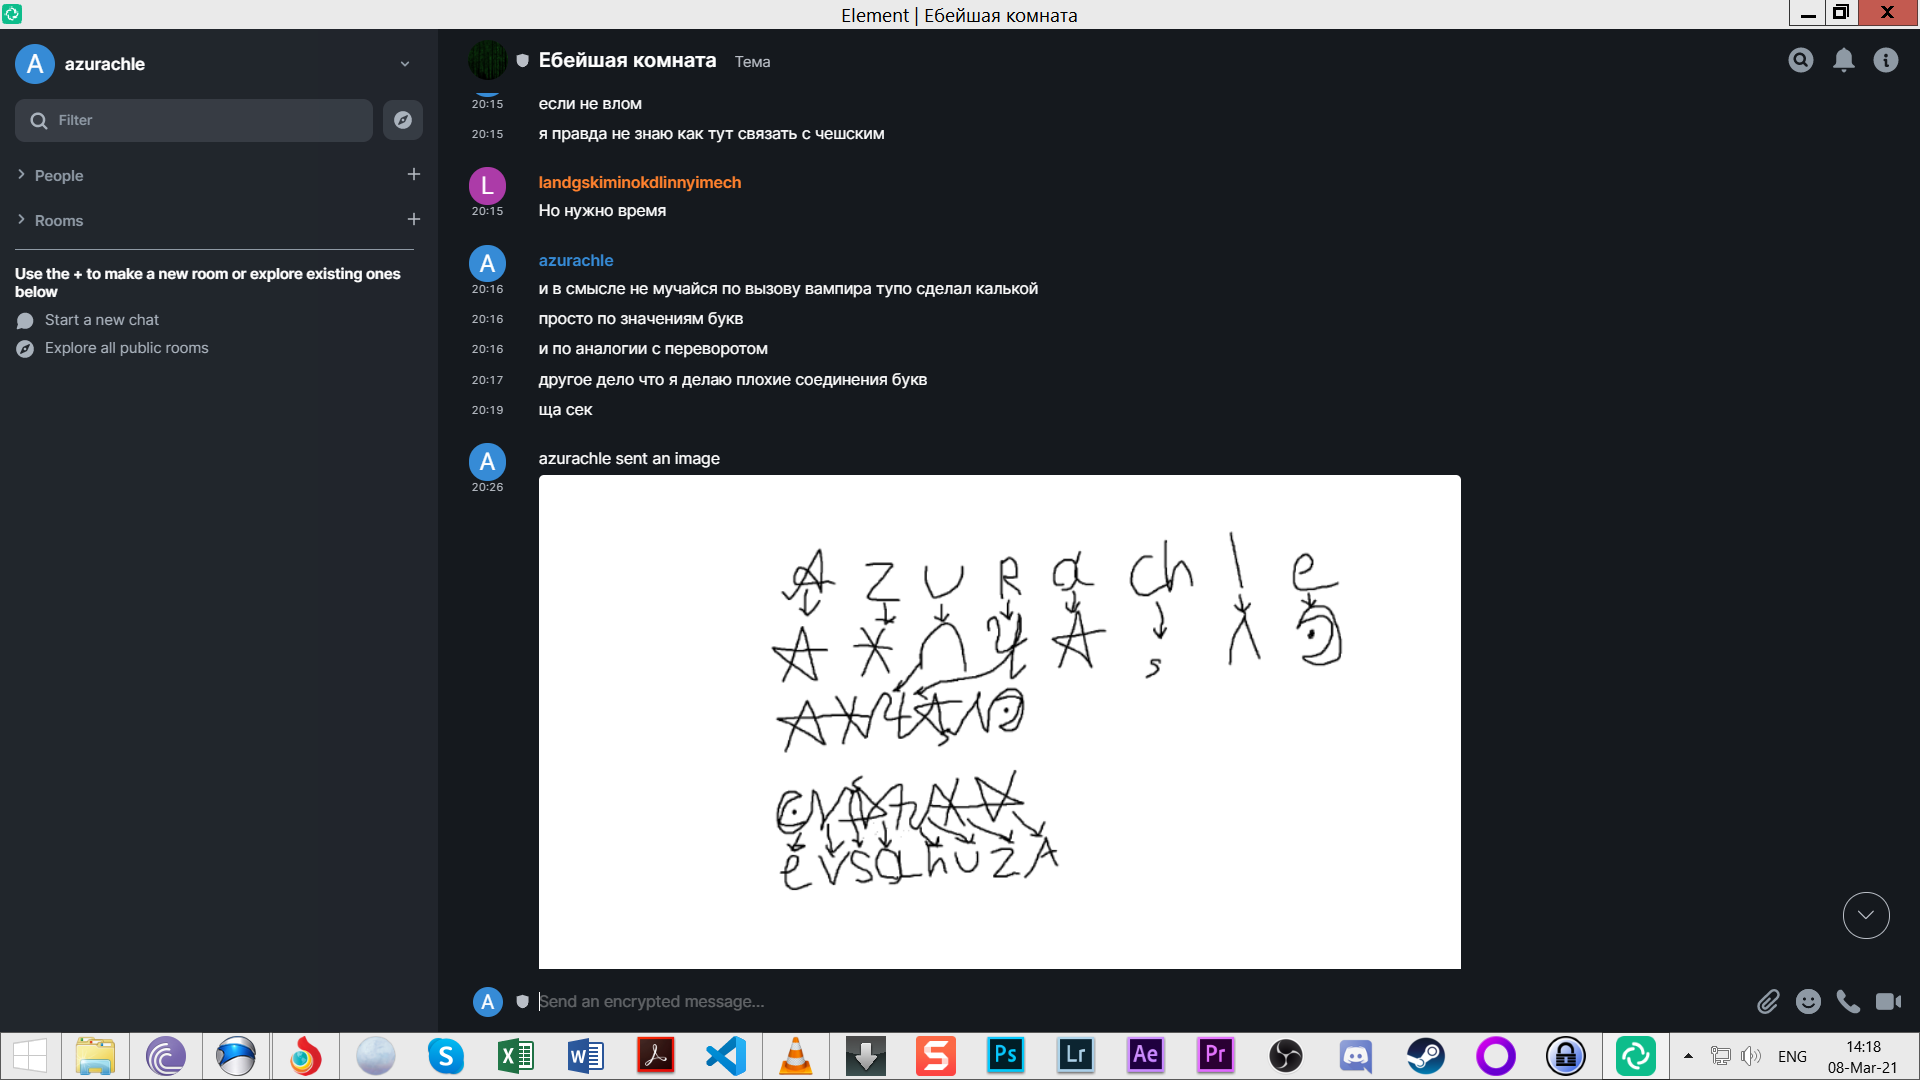 Element | Ебейшая комната
A azurachle
Filter
People
Rooms
Use the + to make a new room or explore existing ones
below
Start a new chat
Explore all public rooms
Ебейшая комната Тема
20:15 если не влом
20:15 я правда не знаю как тут связать с чешским
L landgskiminokdlinnyimech
20:15 Но нужно время
A azurachle
20:16 и в смысле не мучайся по вызову вампира тупо сделал калькой
20:16 просто по значениям букв
20:16 и по аналогии с переворотом
20:17 другое дело что я делаю плохие соединения букв
20:19 ща сек
A azurachle sent an image
20:26
A Z U R a ch l e
s
e v s a h u z A
A Send an encrypted message...
S X W Ps Lr Ae Pr
ENG 14:18
08-Mar-21